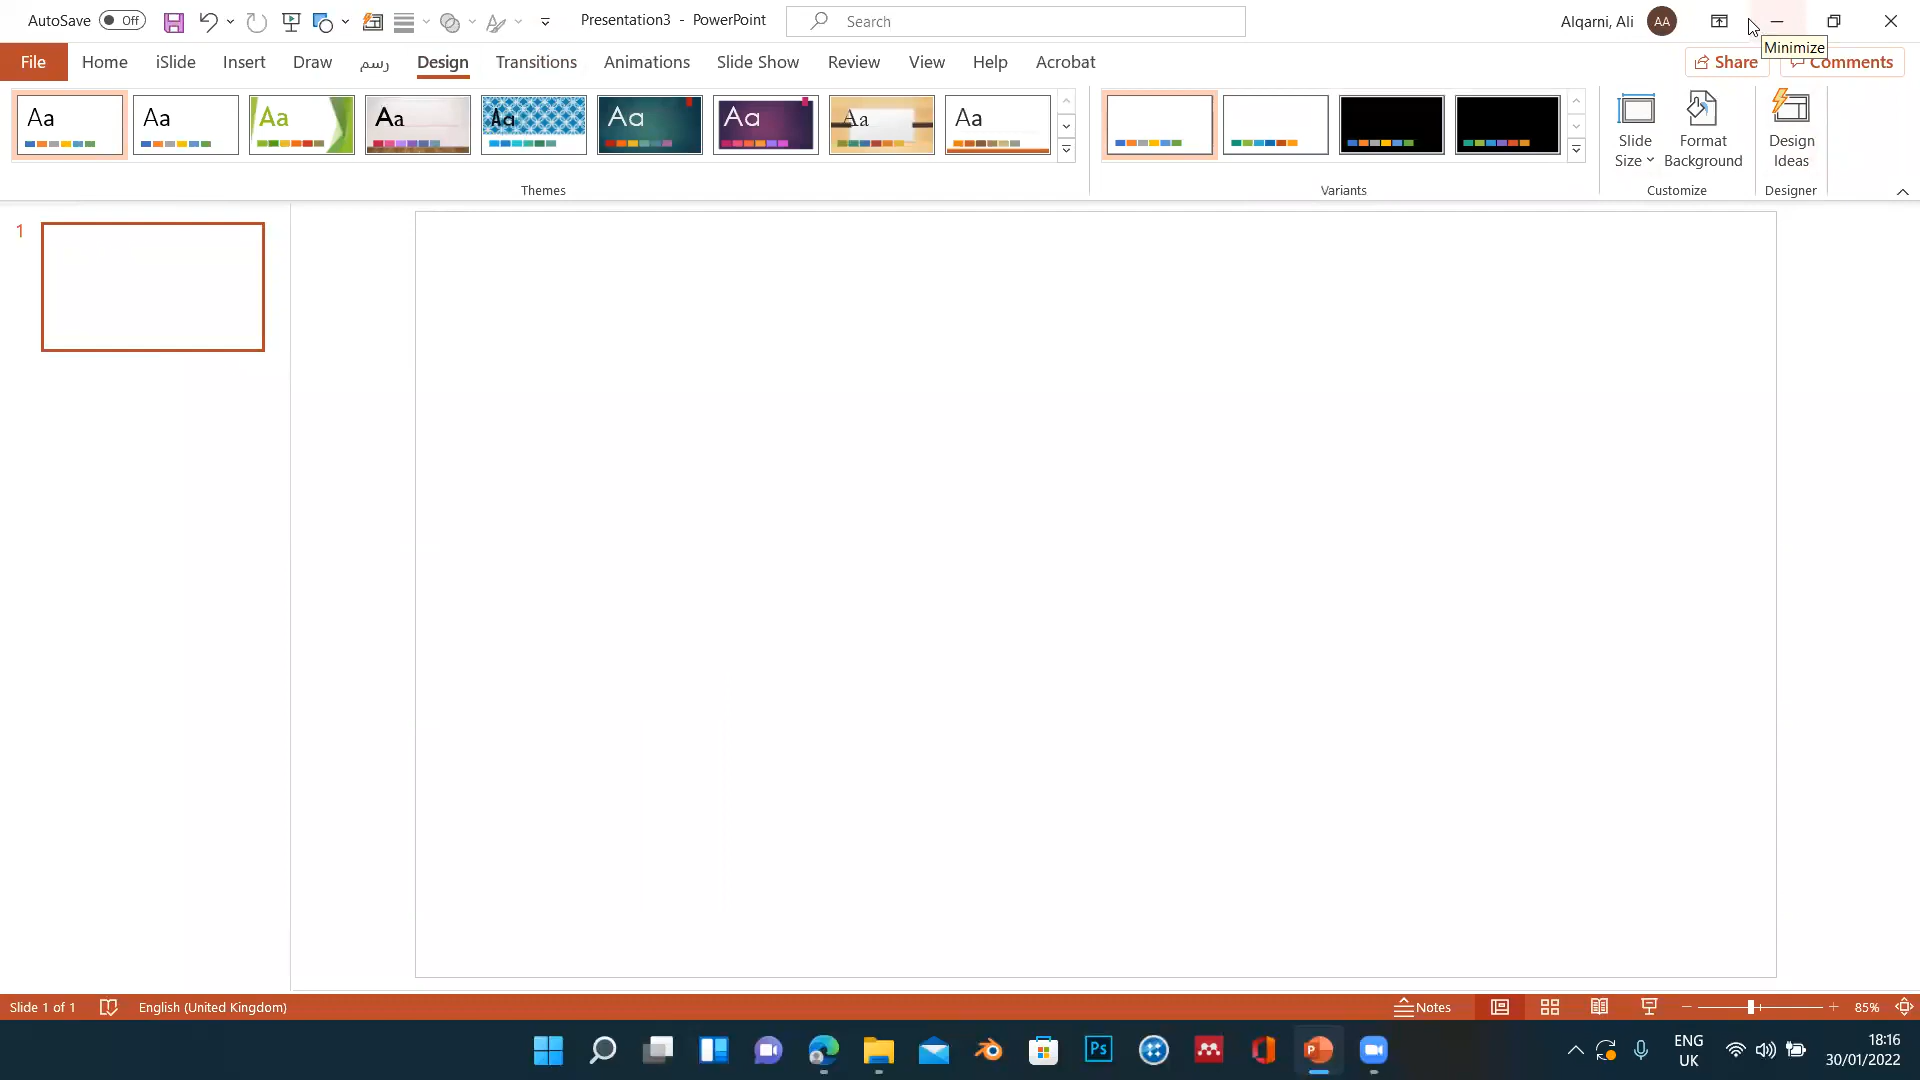 AutoSave Off Presentation3 - PowerPoint Search Alqarni, Ali AA
Minimize
File Home iSlide Insert Draw رسم Design Transitions Animations Slide Show Review View Help Acrobat Share Comments
Aa Aa Aa Aa Aa Aa Aa Aa Aa
Slide Format Design
Size Background Ideas
Themes Variants Customize Designer
1
Slide 1 of 1 English (United Kingdom) Notes 85%
Ps
ENG 18:16
UK 30/01/2022